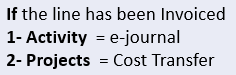 If the line has been Invoiced
1- Activity = e-journal
2- Projects = Cost Transfer